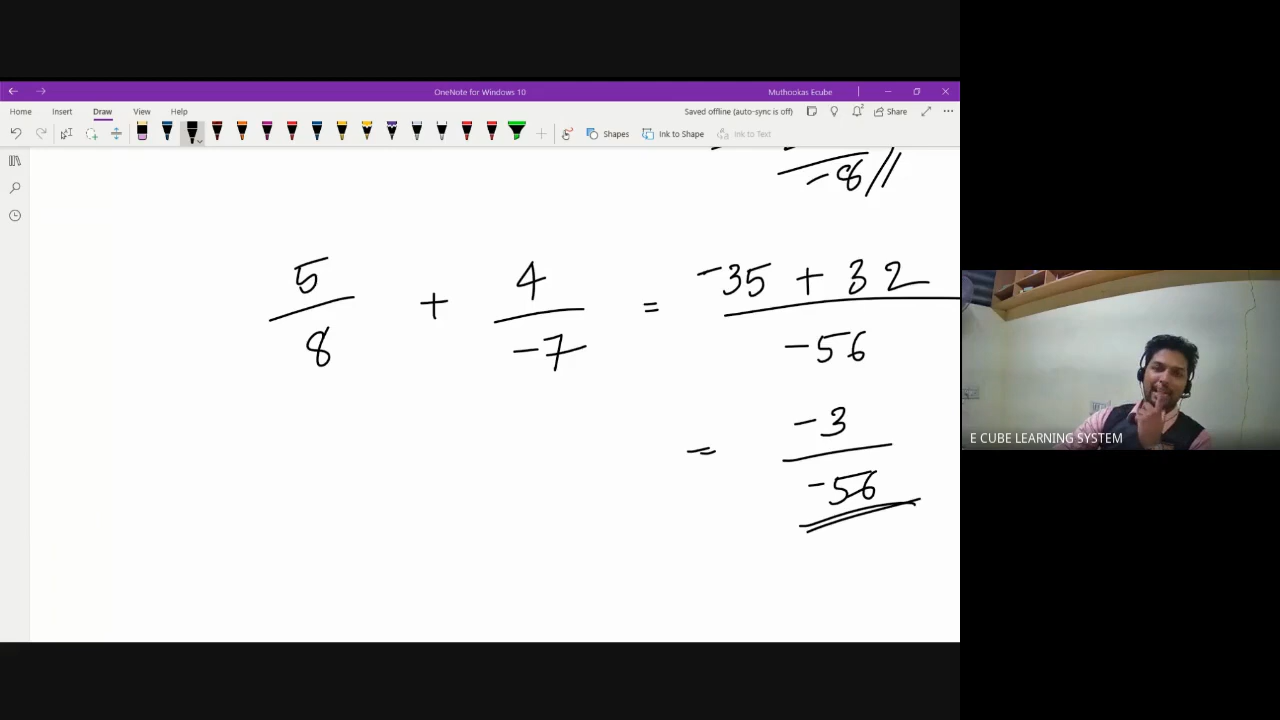 OneNote for Windows 10
Muthookas Ecube
Home Insert Draw View Help
Saved offline (auto-sync is off)
Share
Shapes
Ink to Shape
Ink to Text
= 8 //
5/8 + 4/-7 = -35 + 32/-56
= -3/-56
E CUBE LEARNING SYSTEM